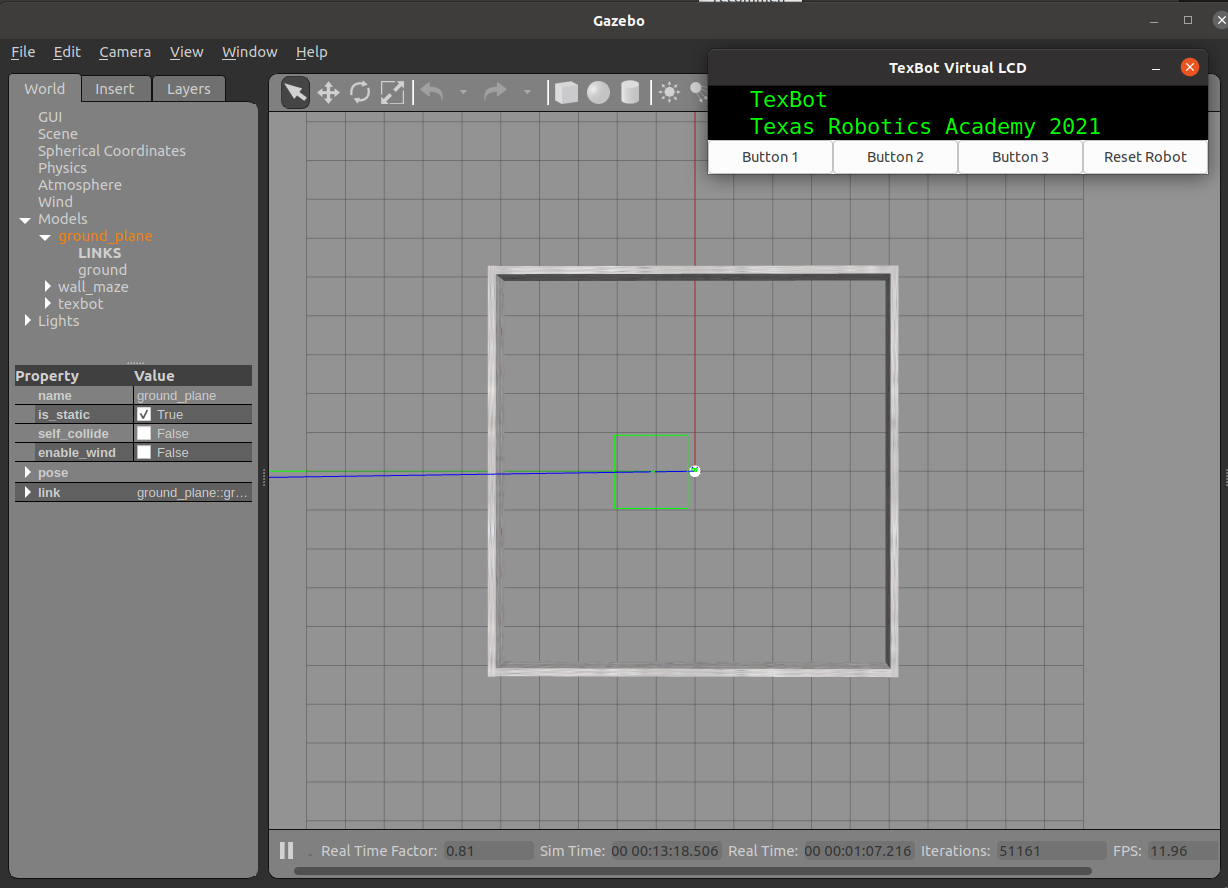 Gazebo
File Edit Camera View Window Help
TexBot Virtual LCD
TexBot
Texas Robotics Academy 2021
Button 1 Button 2 Button 3 Reset Robot
World Insert Layers
GUI
Scene
Spherical Coordinates
Physics
Atmosphere
Wind
Models
ground_plane
LINKS
ground
wall_maze
texbot
Lights
Property Value
name ground_plane
is_static True
self_collide False
enable_wind False
pose
link ground_plane::gr...
Real Time Factor: 0.81 Sim Time: 00 00:13:18.506 Real Time: 00 00:01:07.216 Iterations: 51161 FPS: 11.96